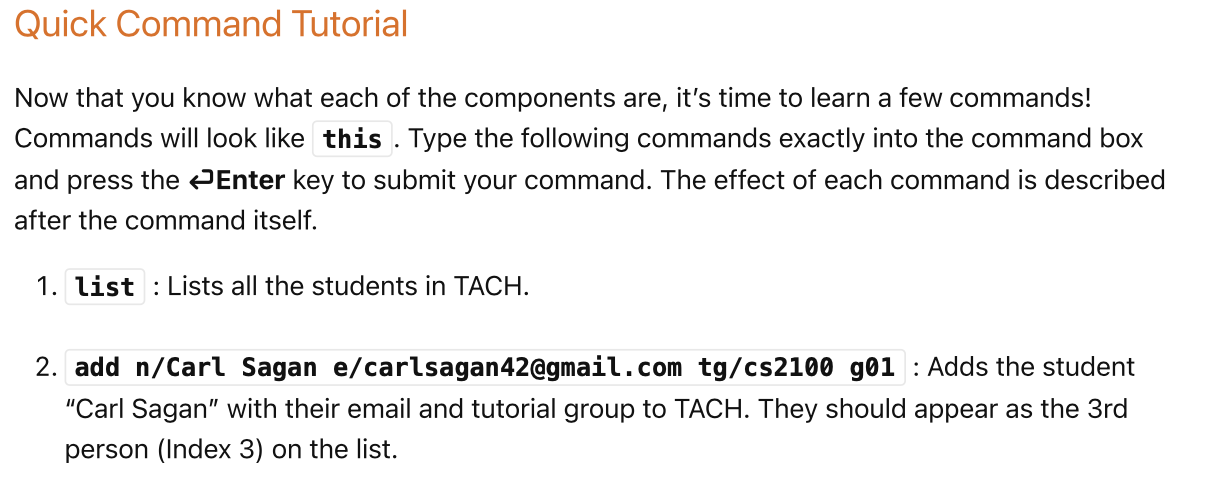 Quick Command Tutorial
Now that you know what each of the components are, it’s time to learn a few commands!
Commands will look like this . Type the following commands exactly into the command box
and press the ⮐Enter key to submit your command. The effect of each command is described
after the command itself.
1. list : Lists all the students in TACH.
2. add n/Carl Sagan e/carlsagan42@gmail.com tg/cs2100 g01 : Adds the student
“Carl Sagan” with their email and tutorial group to TACH. They should appear as the 3rd
person (Index 3) on the list.